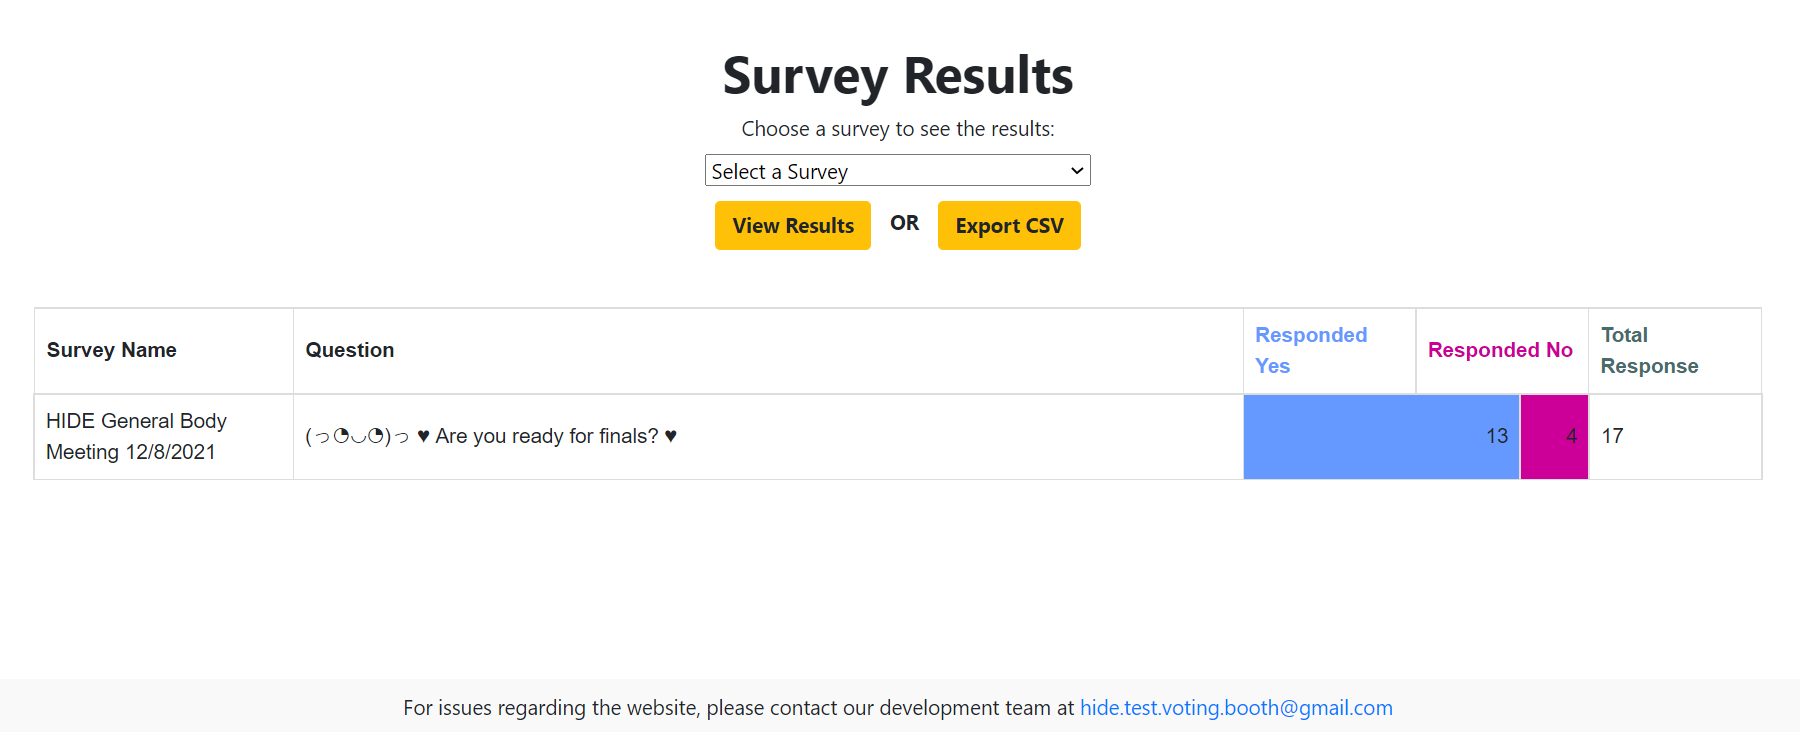 Survey Results
Choose a survey to see the results:
Select a Survey
View Results OR Export CSV
Survey Name Question Responded Yes Responded No Total Response
HIDE General Body Meeting 12/8/2021 (っ◔◡◔)っ ♥ Are you ready for finals? ♥ 13 4 17
For issues regarding the website, please contact our development team at hide.test.voting.booth@gmail.com